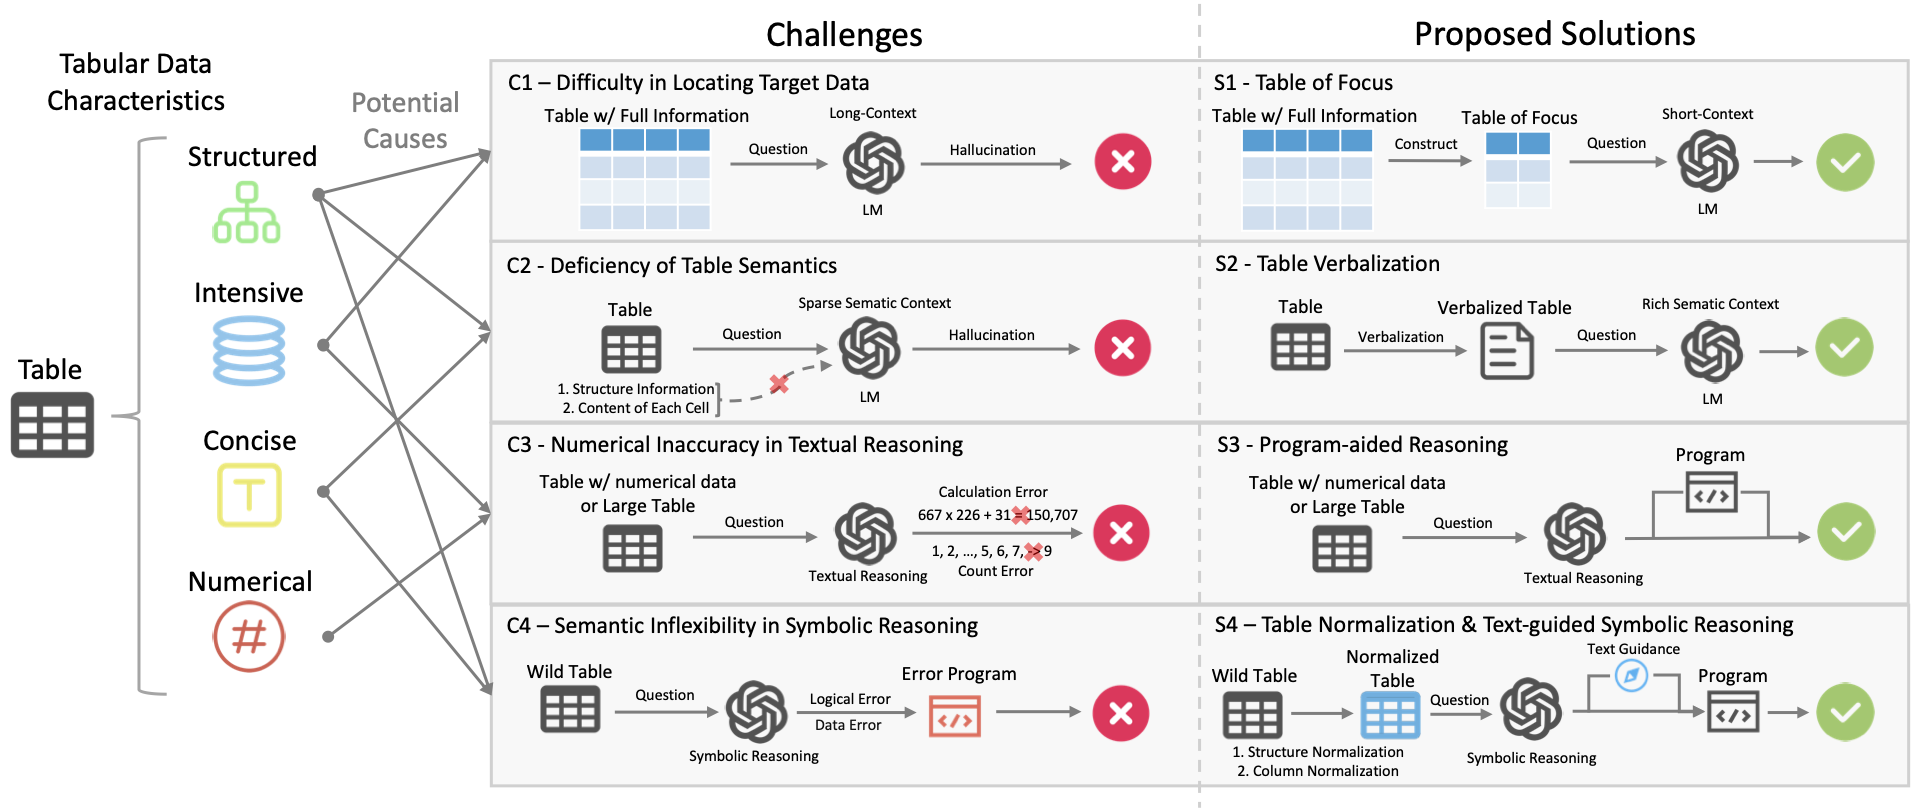 Challenges
Proposed Solutions
Tabular Data
Characteristics
Potential
Causes
Table
Structured
Intensive
Concise
T
Numerical
#
C1 – Difficulty in Locating Target Data
Table w/ Full Information
Question
Long-Context
LM
Hallucination
S1 - Table of Focus
Table w/ Full Information
Construct
Table of Focus
Question
Short-Context
LM
C2 - Deficiency of Table Semantics
Table
1. Structure Information
2. Content of Each Cell
Question
Sparse Sematic Context
LM
Hallucination
S2 - Table Verbalization
Table
Verbalization
Verbalized Table
Question
Rich Sematic Context
LM
C3 - Numerical Inaccuracy in Textual Reasoning
Table w/ numerical data
or Large Table
Question
Textual Reasoning
Calculation Error
667 x 226 + 31 = 150,707
1, 2, ..., 5, 6, 7, -> 9
Count Error
S3 - Program-aided Reasoning
Table w/ numerical data
or Large Table
Question
Textual Reasoning
Program
</>
C4 – Semantic Inflexibility in Symbolic Reasoning
Wild Table
Question
Symbolic Reasoning
Logical Error
Data Error
Error Program
</>
S4 – Table Normalization & Text-guided Symbolic Reasoning
Wild Table
1. Structure Normalization
2. Column Normalization
Normalized
Table
Question
Symbolic Reasoning
Text Guidance
Program
</>